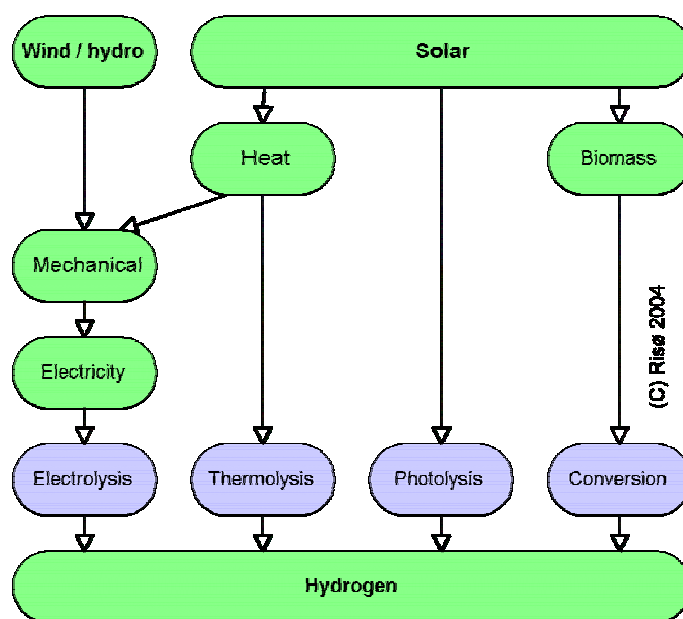 Wind / hydro
Solar
Heat
Biomass
Mechanical
Electricity
(C) Risø 2004
Electrolysis
Thermolysis
Photolysis
Conversion
Hydrogen